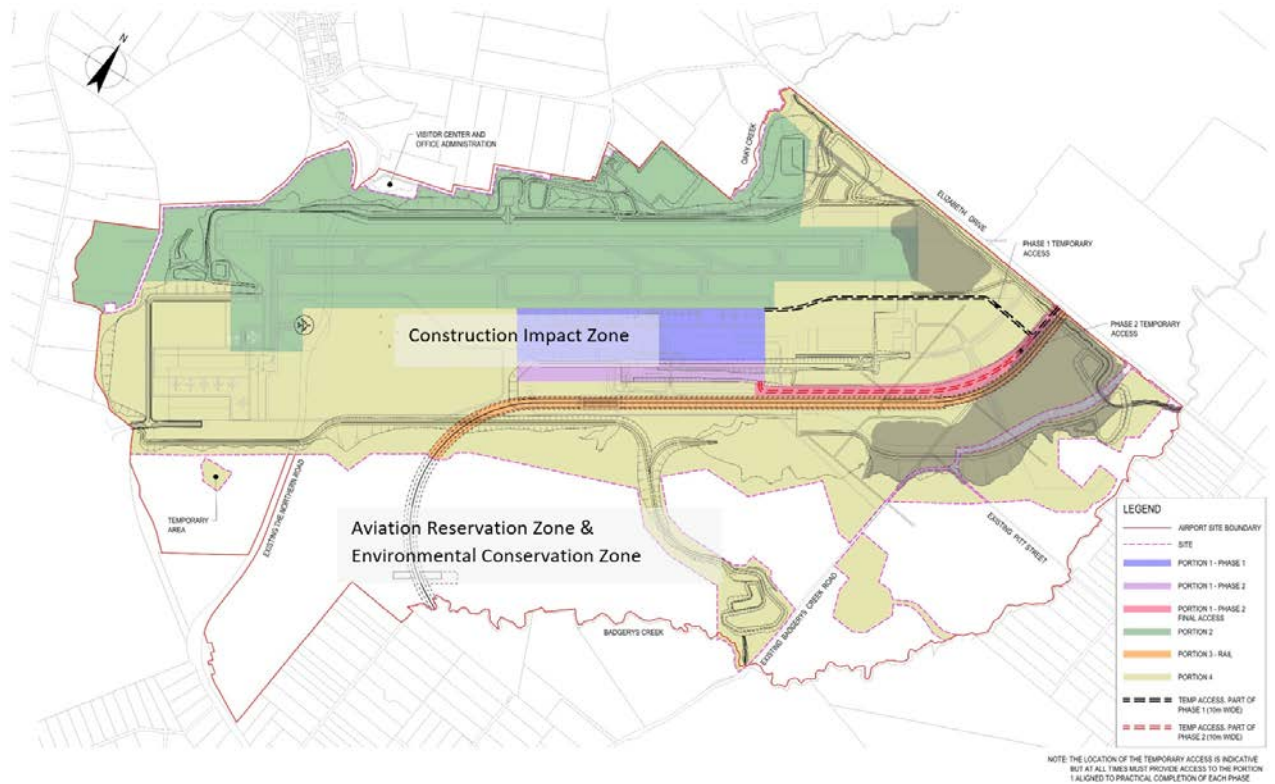 N
VISITOR CENTER AND
OFFICE ADMINISTRATION
OAKY CREEK
ELIZABETH DRIVE
PHASE 1 TEMPORARY
ACCESS
PHASE 2 TEMPORARY
ACCESS
Construction Impact Zone
TEMPORARY
AREA
EXISTING THE NORTHERN ROAD
Aviation Reservation Zone &
Environmental Conservation Zone
BADGERYS CREEK
EXISTING BADGERYS CREEK ROAD
EXISTING PITT STREET
LEGEND
AIRPORT SITE BOUNDARY
SITE
PORTION 1 - PHASE 1
PORTION 1 - PHASE 2
PORTION 1 - PHASE 2
FINAL ACCESS
PORTION 2
PORTION 3 - RAIL
PORTION 4
TEMP ACCESS. PART OF
PHASE 1 (10m WIDE)
TEMP ACCESS. PART OF
PHASE 2 (10m WIDE)
NOTE: THE LOCATION OF THE TEMPORARY ACCESS IS INDICATIVE
BUT AT ALL TIMES MUST PROVIDE ACCESS TO THE PORTION
1 ALIGNED TO PRACTICAL COMPLETION OF EACH PHASE